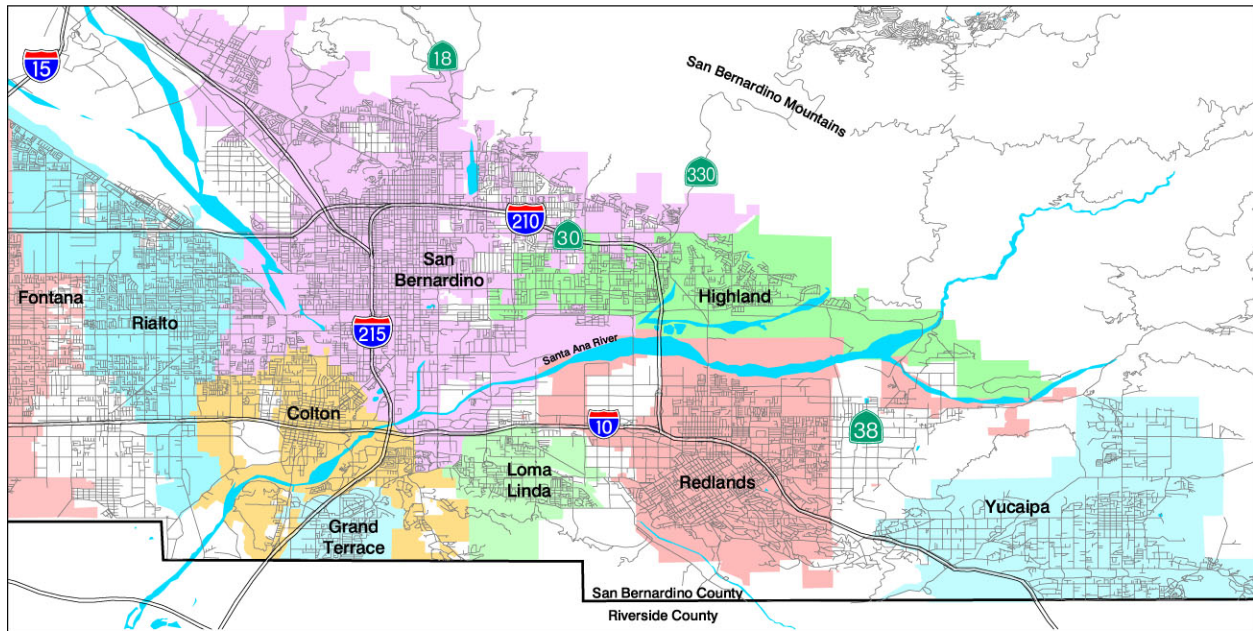 15
18
San Bernardino Mountains
330
210
30
San
Bernardino
Fontana
Rialto
Highland
215
Santa Ana River
Colton
10
38
Loma
Linda
Redlands
Yucaipa
Grand
Terrace
San Bernardino County
Riverside County